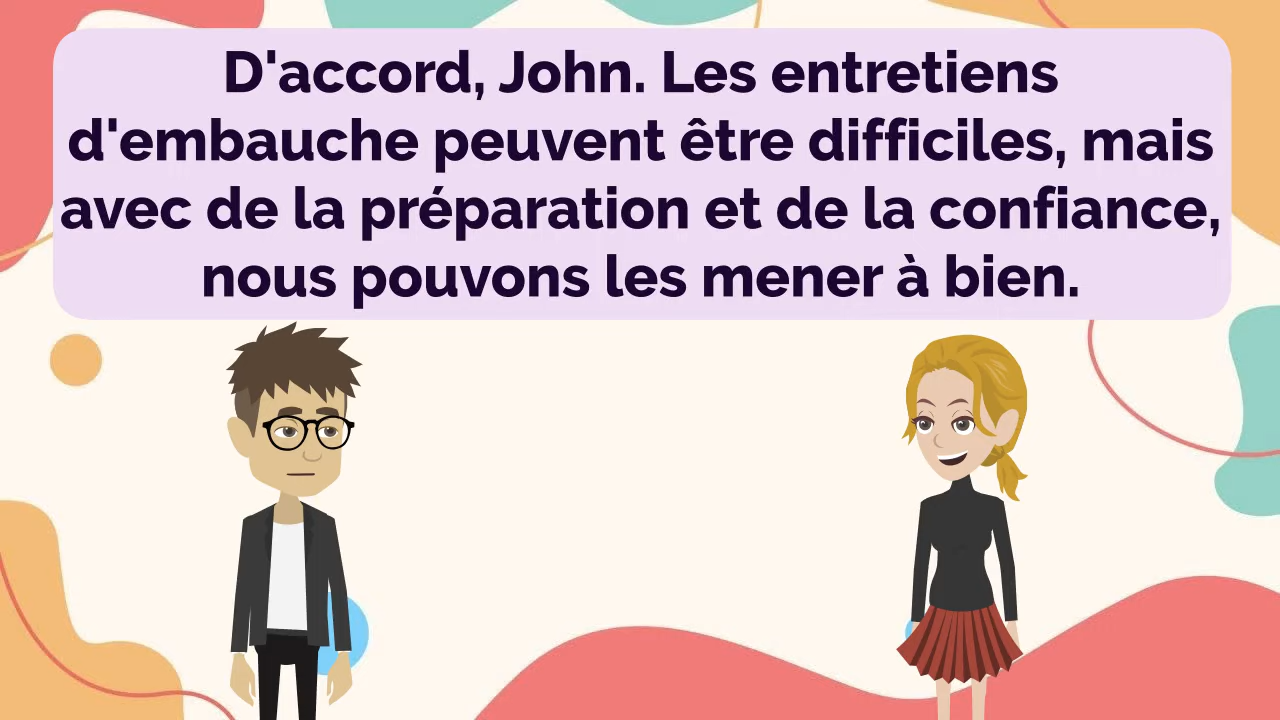 D'accord, John. Les entretiens
d'embauche peuvent être difficiles, mais
avec de la préparation et de la confiance,
nous pouvons les mener à bien.